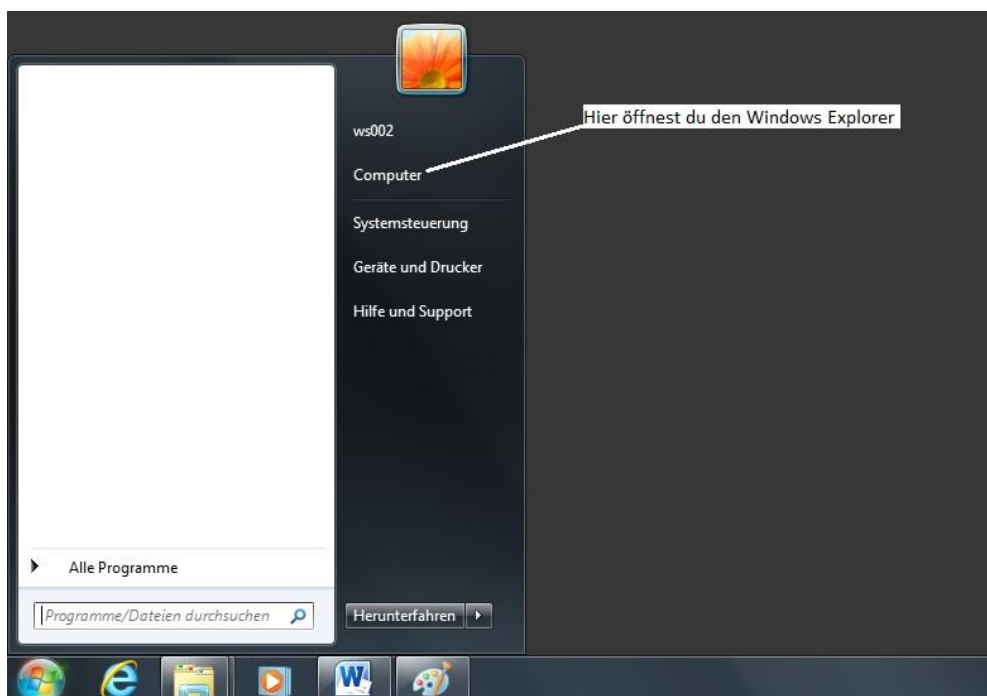 ws002
Hier öffnest du den Windows Explorer
Computer
Systemsteuerung
Geräte und Drucker
Hilfe und Support
Alle Programme
Programme/Dateien durchsuchen
Herunterfahren